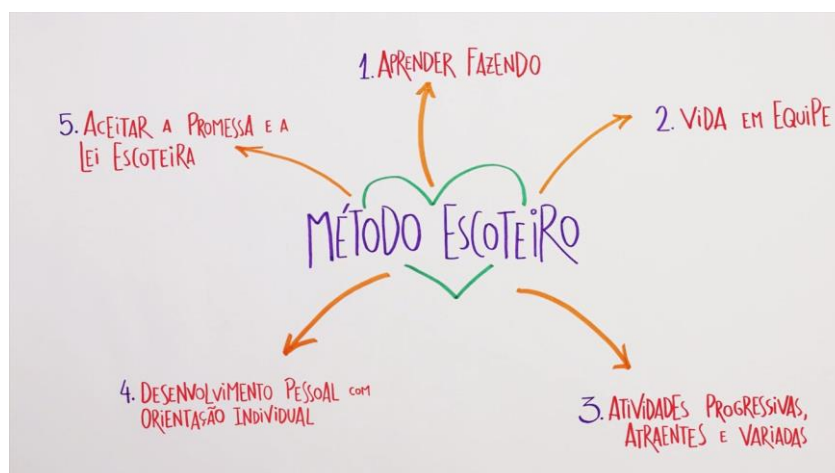 MÉTODO ESCOTEIRO
1. APRENDER FAZENDO
2. VIDA EM EQUIPE
3. ATIVIDADES PROGRESSIVAS,
ATRAENTES E VARIADAS
4. DESENVOLVIMENTO PESSOAL COM
ORIENTAÇÃO INDIVIDUAL
5. ACEITAR A PROMESSA E A
LEI ESCOTEIRA